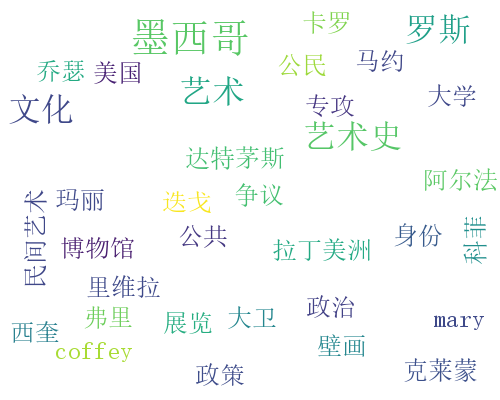 卡罗
罗斯
墨西哥
公民
马约
乔瑟
美国
艺术
大学
文化
专攻
艺术史
达特茅斯
阿尔法
玛丽
迭戈
争议
民间艺术
博物馆
公共
拉丁美洲
身份
科菲
里维拉
政治
西奎
弗里
展览
大卫
mary
coffey
壁画
政策
克莱蒙